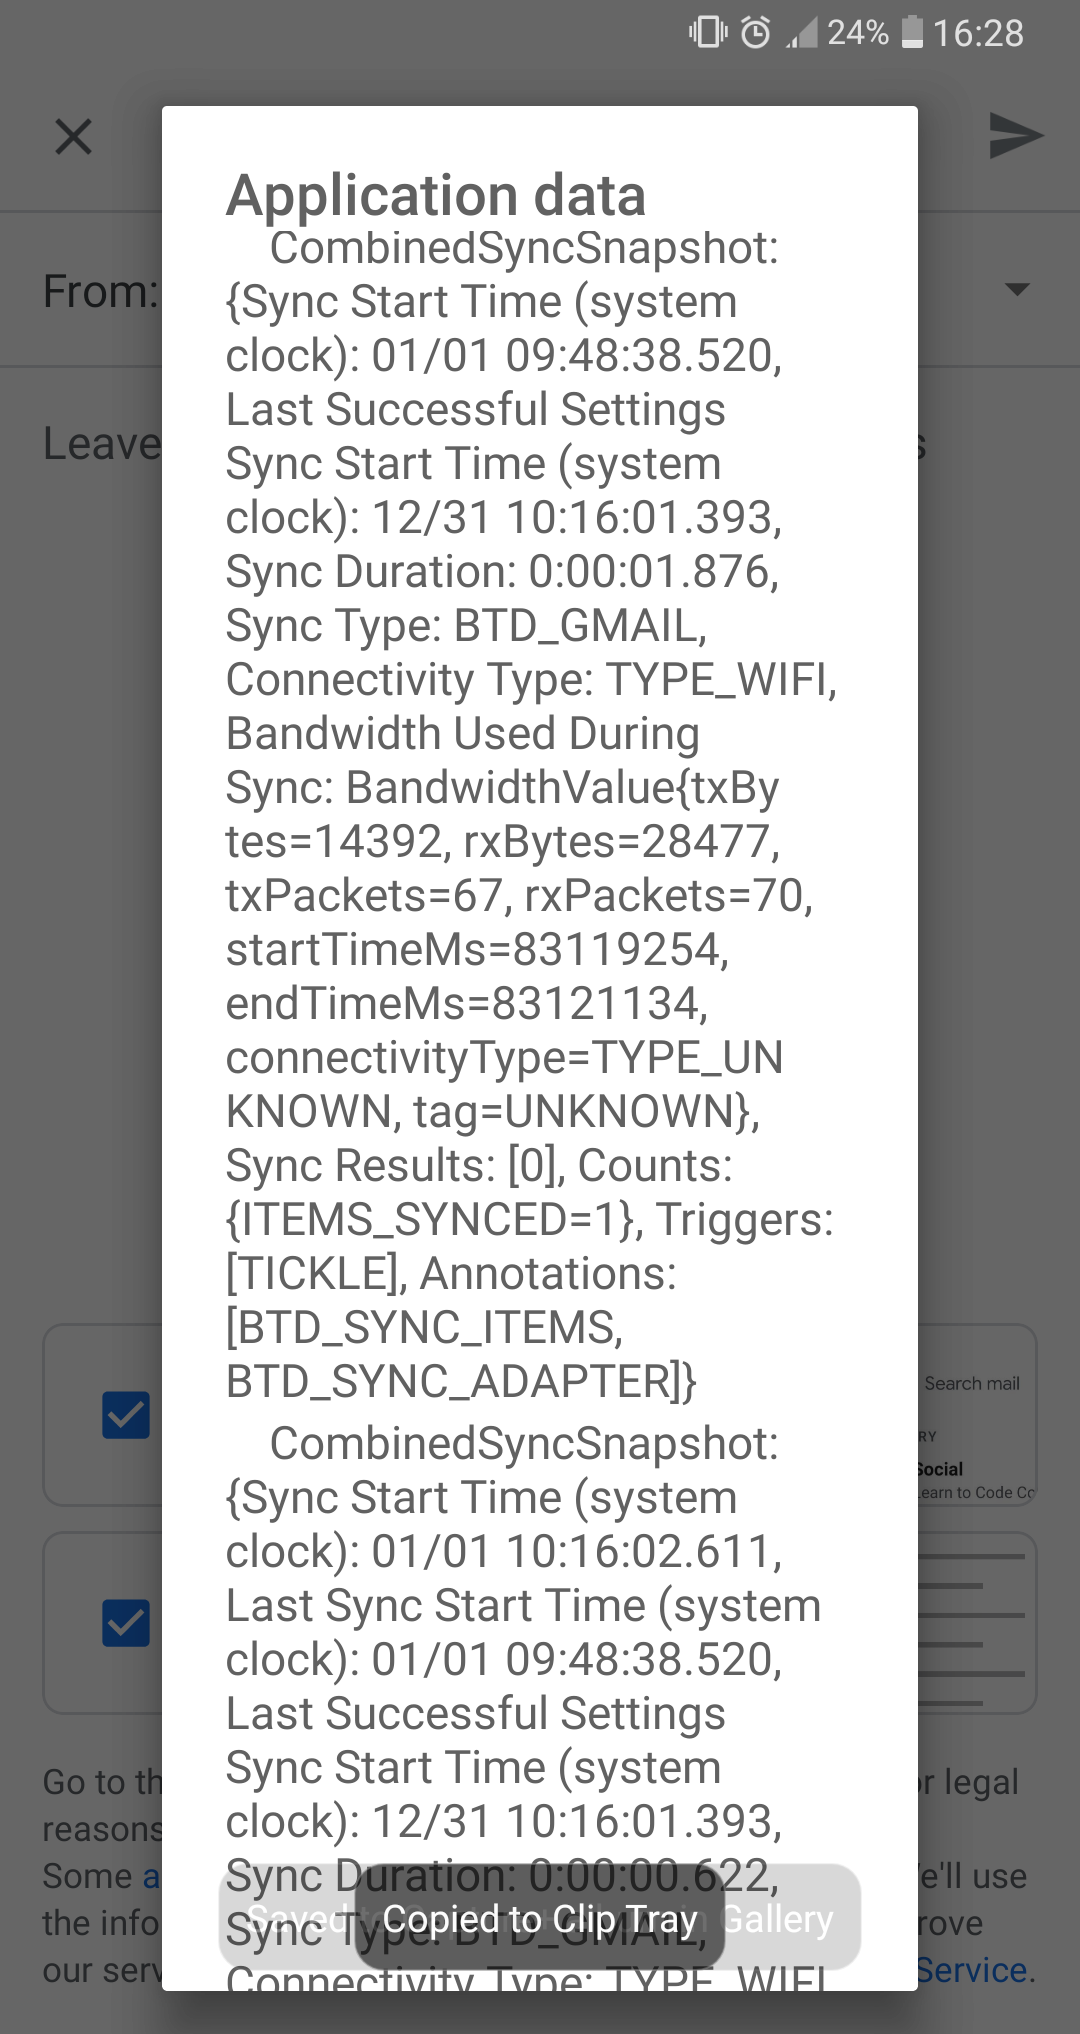 24% 16:28
Application data
From:
Leave
CombinedSyncSnapshot:
{Sync Start Time (system
clock): 01/01 09:48:38.520,
Last Successful Settings
Sync Start Time (system
clock): 12/31 10:16:01.393,
Sync Duration: 0:00:01.876,
Sync Type: BTD_GMAIL,
Connectivity Type: TYPE_WIFI,
Bandwidth Used During
Sync: BandwidthValue{txBy
tes=14392, rxBytes=28477,
txPackets=67, rxPackets=70,
startTimeMs=83119254,
endTimeMs=83121134,
connectivityType=TYPE_UN
KNOWN, tag=UNKNOWN},
Sync Results: [0], Counts:
{ITEMS_SYNCED=1}, Triggers:
[TICKLE], Annotations:
[BTD_SYNC_ITEMS,
BTD_SYNC_ADAPTER]}
CombinedSyncSnapshot:
{Sync Start Time (system
clock): 01/01 10:16:02.611,
Last Sync Start Time (system
clock): 01/01 09:48:38.520,
Last Successful Settings
Sync Start Time (system
clock): 12/31 10:16:01.393,
Sync Duration: 0:00:00.622,
Sync Type: BTD_GMAIL,
Connectivity Type: TYPE_WIFI
Copied to Clip Tray
Saved Gallery
Search mail
RY
Social
Learn to Code Co
Go to th
r legal
reasons
Some a
e'll use
the info
rove
our serv
Service.